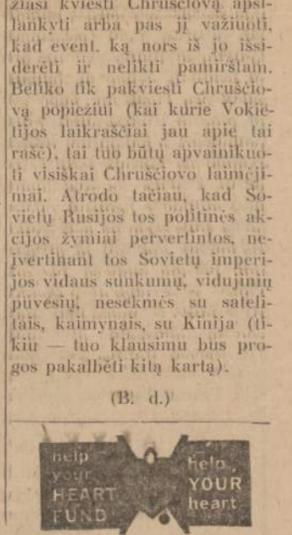 žiasi kviesti Chruščiovą apsi-
lankyti arba pas jį važiuoti,
kad event. ką nors iš jo išsi-
derėti ir nelikti pamirštam.
Beliko tik pakviesti Chruščio-
vą popiežiui (kai kurie Vokie-
tijos laikraščiai jau apie tai
rašė), tai tuo būtų apvainikuo-
ti visiškai Chruščiovo laimėji-
mai. Atrodo tačiau, kad So-
vietų Rusijos tos politinės ak-
cijos žymiai pervertintos, ne-
įvertinant tos Sovietų imperi-
jos vidaus sunkumų, vidujinių
puvėsių, nesėkmės su sateli-
tais, kaimynais, su Kinija (ti-
kiu — tuo klausimu bus pro-
gos pakalbėti kitą kartą).
(B. d.)
help
your
HEART
FUND
help
YOUR
heart